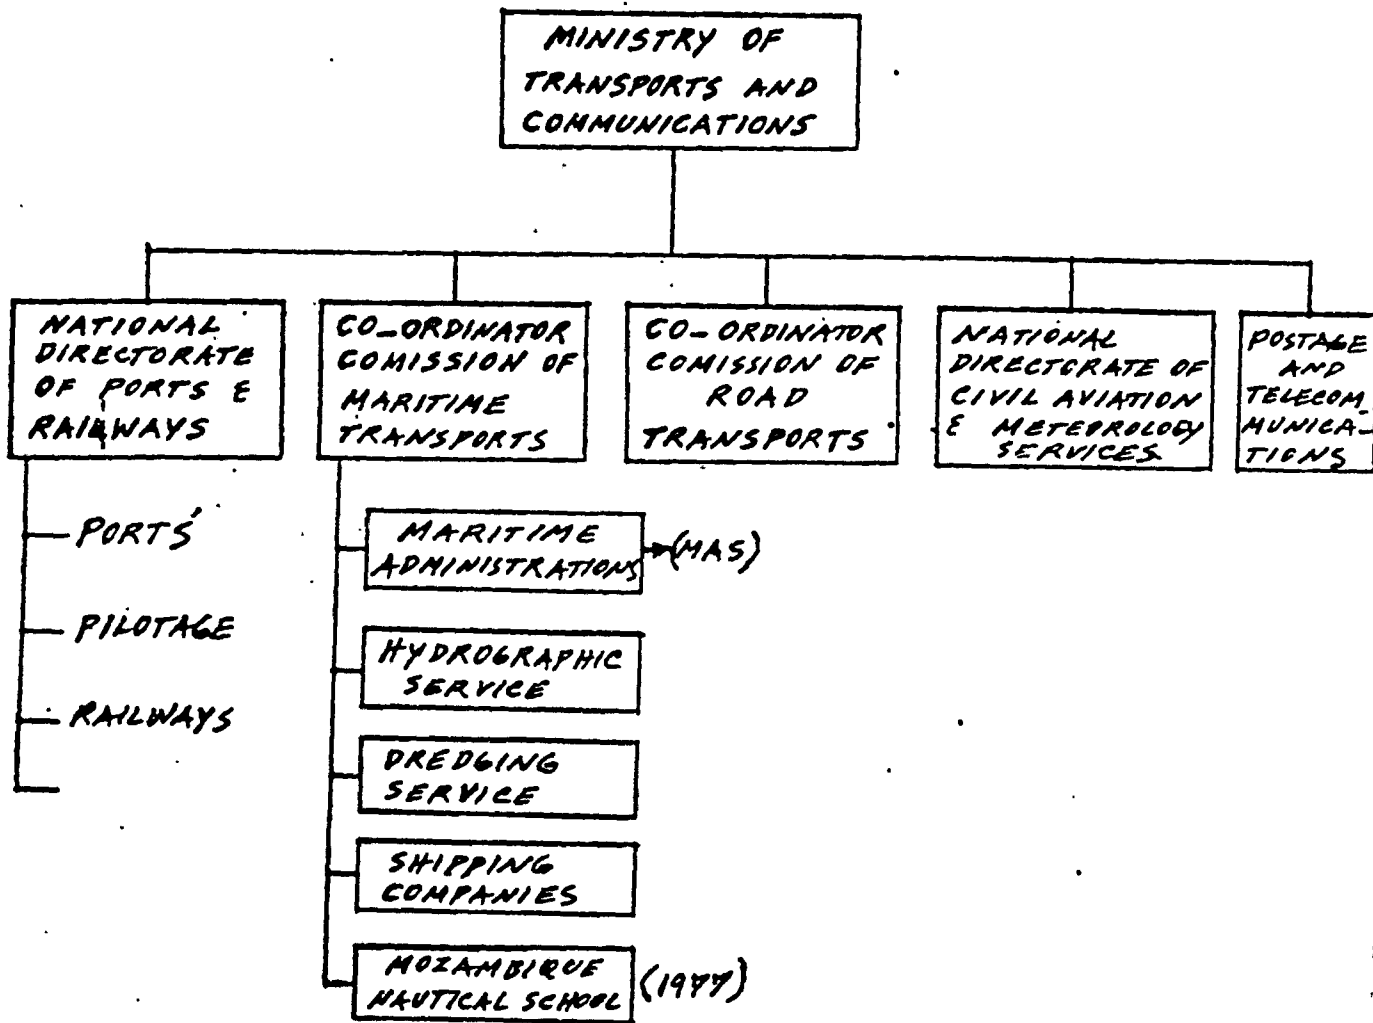 MINISTRY OF
TRANSPORTS AND
COMMUNICATIONS
NATIONAL
DIRECTORATE
OF PORTS &
RAILWAYS
CO-ORDINATOR
COMISSION OF
MARITIME
TRANSPORTS
CO-ORDINATOR
COMISSION OF
ROAD
TRANSPORTS
NATIONAL
DIRECTORATE OF
CIVIL AVIATION
& METEOROLOGY
SERVICES
POSTAGE
AND
TELECOM
MUNICA-
TIONS
PORTS'
PILOTAGE
RAILWAYS
MARITIME
ADMINISTRATIONS
(MAS)
HYDROGRAPHIC
SERVICE
DREDGING
SERVICE
SHIPPING
COMPANIES
MOZAMBIQUE
NAUTICAL SCHOOL
(1977)